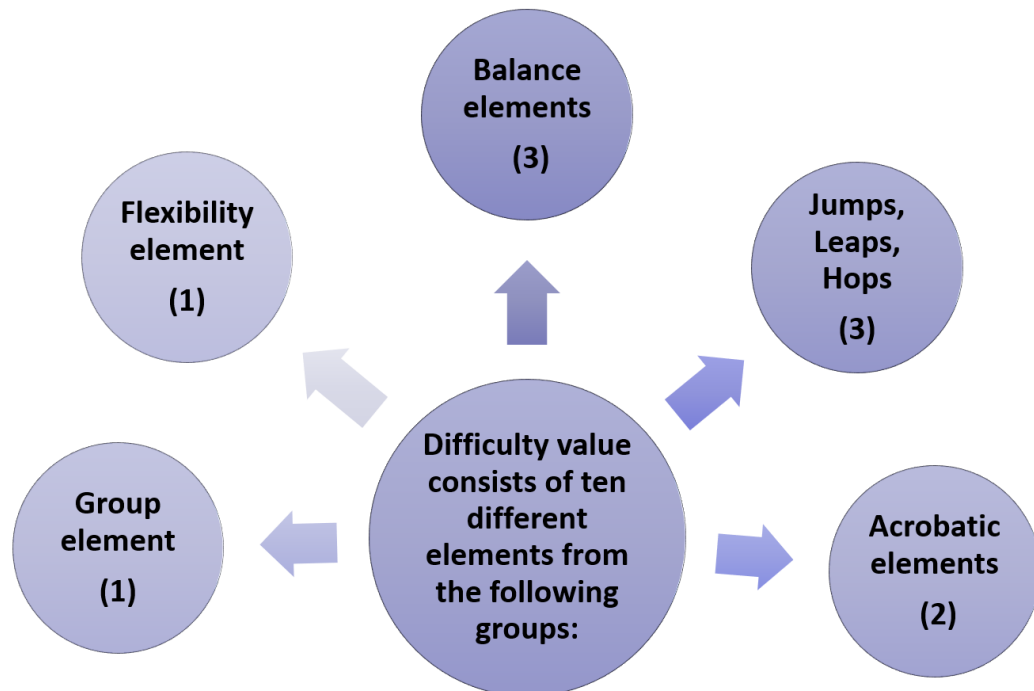 Balance
elements
(3)
Flexibility
element
(1)
Jumps,
Leaps,
Hops
(3)
Group
element
(1)
Difficulty value
consists of ten
different
elements from
the following
groups:
Acrobatic
elements
(2)